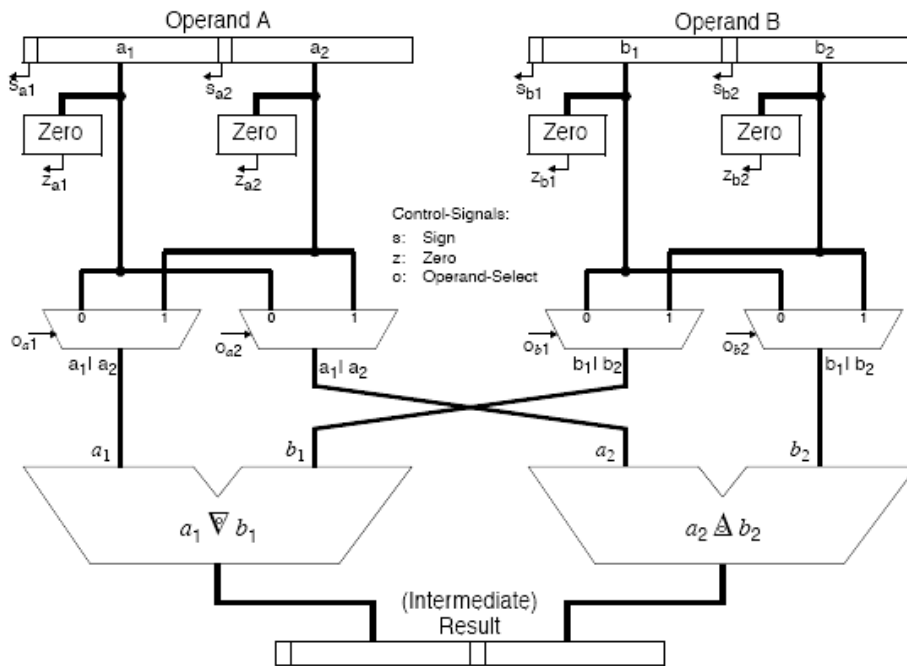 Operand A
Operand B
a1 a2 b1 b2
sa1 sa2 sb1 sb2
Zero Zero Zero Zero
za1 za2 zb1 zb2
Control-Signals:
s: Sign
z: Zero
o: Operand-Select
0 1 0 1 0 1 0 1
oa1 oa2 ob1 ob2
a1| a2 a1| a2 b1| b2 b1| b2
a1 b1 a2 b2
a1 ▽ b1 a2 △ b2
(Intermediate)
Result